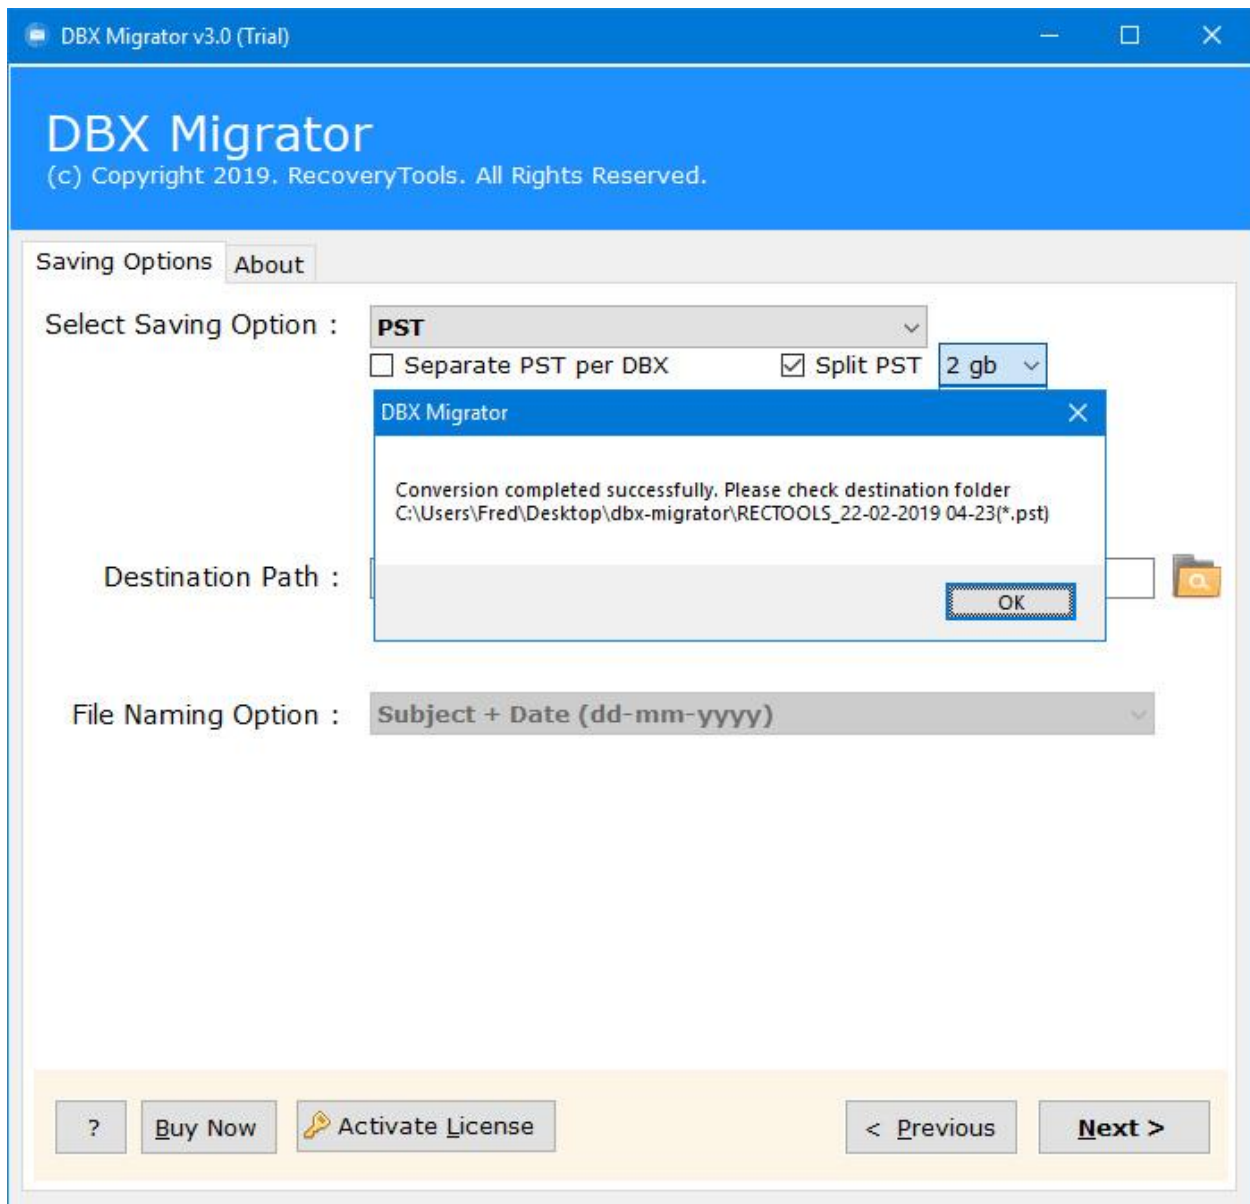 DBX Migrator v3.0 (Trial)
DBX Migrator
(c) Copyright 2019. RecoveryTools. All Rights Reserved.
Saving Options About
Select Saving Option : PST
Separate PST per DBX Split PST 2 gb
DBX Migrator
Conversion completed successfully. Please check destination folder
C:\Users\Fred\Desktop\dbx-migrator\RECTOOLS_22-02-2019 04-23(*.pst)
Destination Path :
OK
File Naming Option : Subject + Date (dd-mm-yyyy)
? Buy Now Activate License < Previous Next >